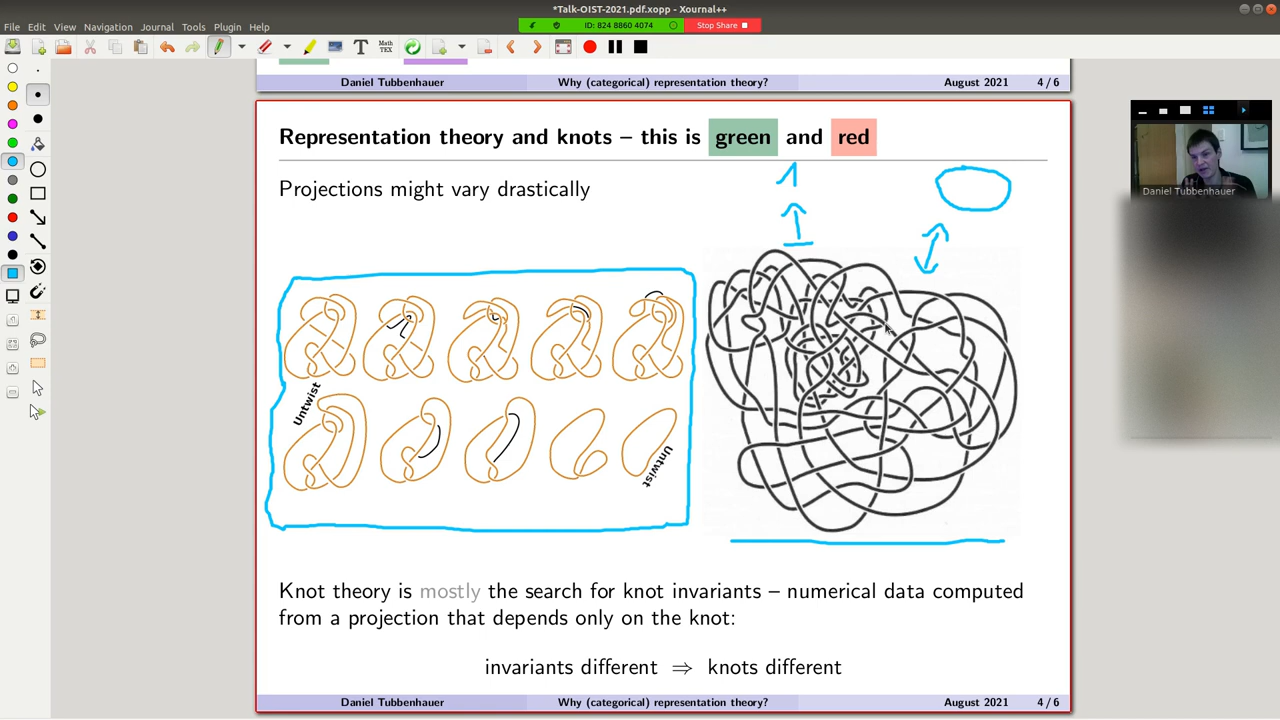 *Talk-OIST-2021.pdf.xopp - Xournal++
File Edit View Navigation Journal Tools Plugin Help
ID: 824 8860 4074 Stop Share
T Math TEX
Daniel Tubbenhauer Why (categorical) representation theory? August 2021 4 / 6
Representation theory and knots – this is green and red
Projections might vary drastically
1
Untwist
Untwist
Knot theory is mostly the search for knot invariants – numerical data computed
from a projection that depends only on the knot:
invariants different ⇒ knots different
Daniel Tubbenhauer Why (categorical) representation theory? August 2021 4 / 6
Daniel Tubbenhauer